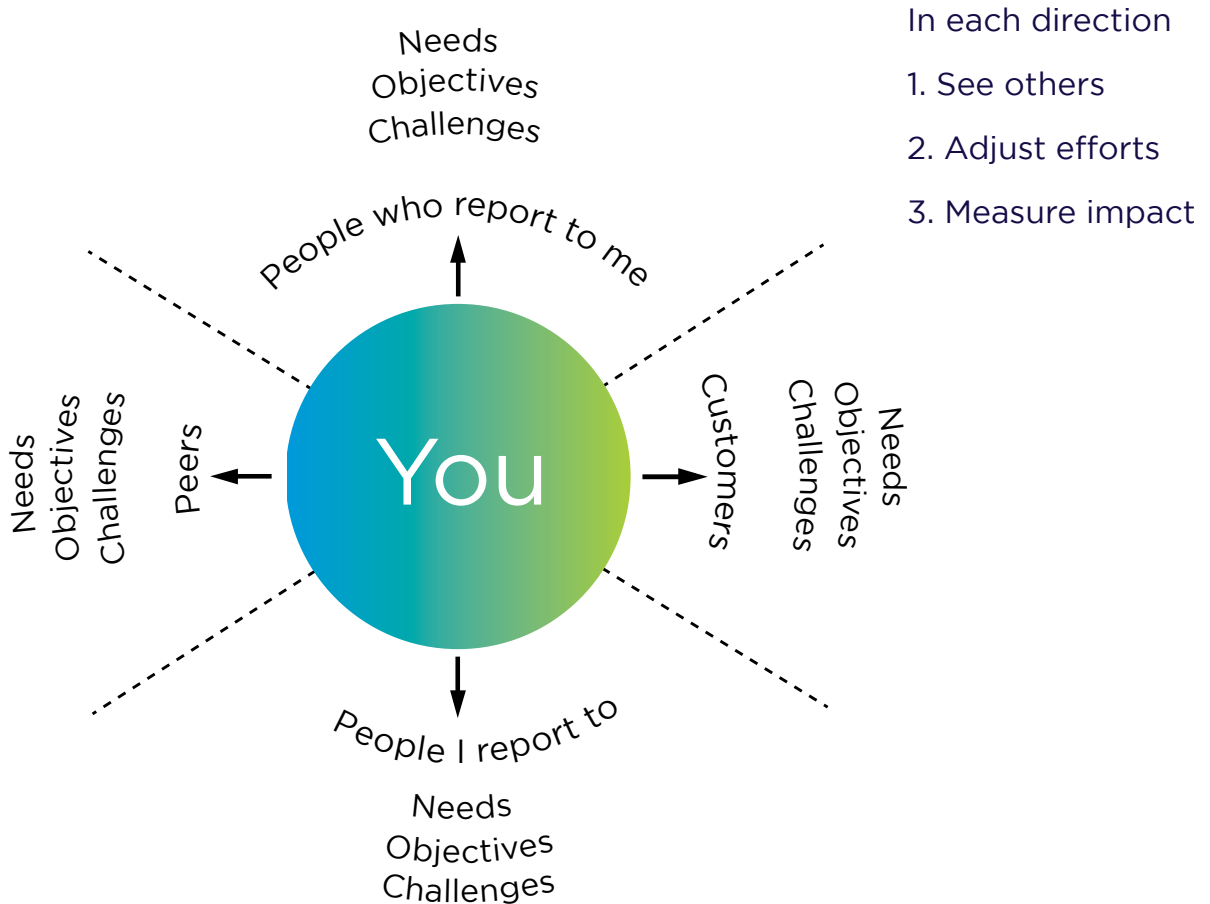 In each direction
1. See others
2. Adjust efforts
3. Measure impact
Needs
Objectives
Challenges
People who report to me
Needs
Objectives
Challenges
Peers
You
Customers
Challenges
Objectives
Needs
People I report to
Needs
Objectives
Challenges